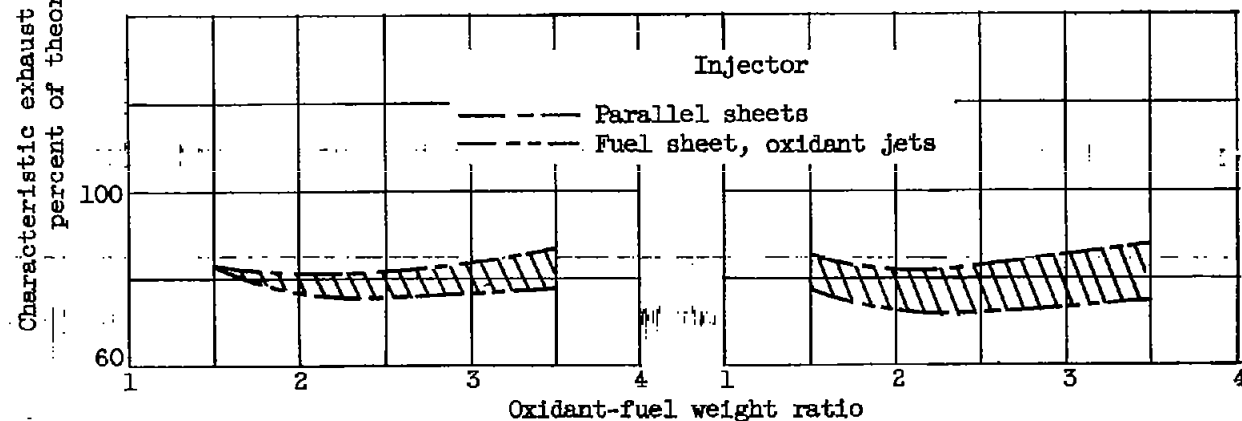 Characteristic exhaust
percent of theor
Injector
Parallel sheets
Fuel sheet, oxidant jets
100
60
1 2 3 4 1 2 3 4
Oxidant-fuel weight ratio